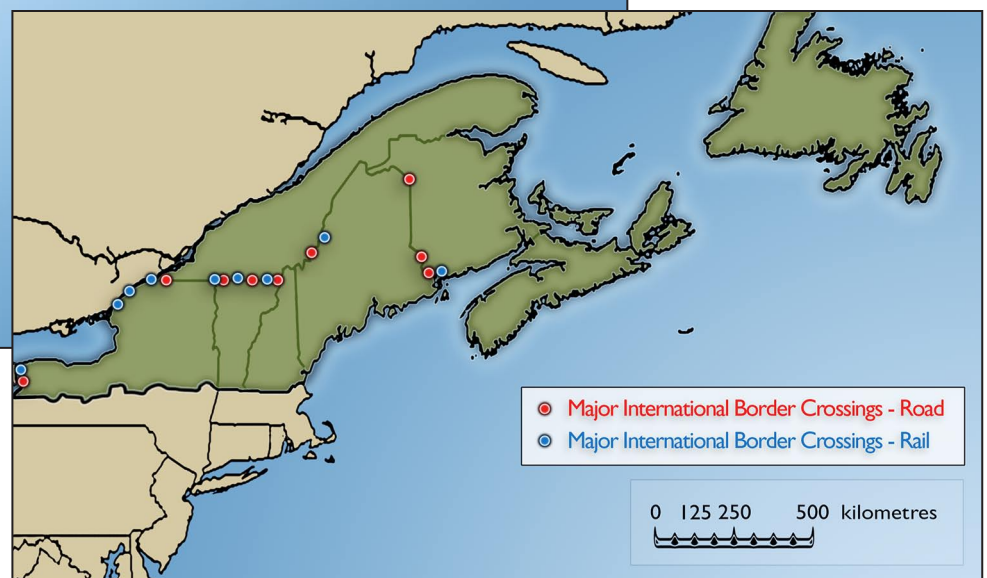 Major International Border Crossings - Road
Major International Border Crossings - Rail
0 125 250 500 kilometres